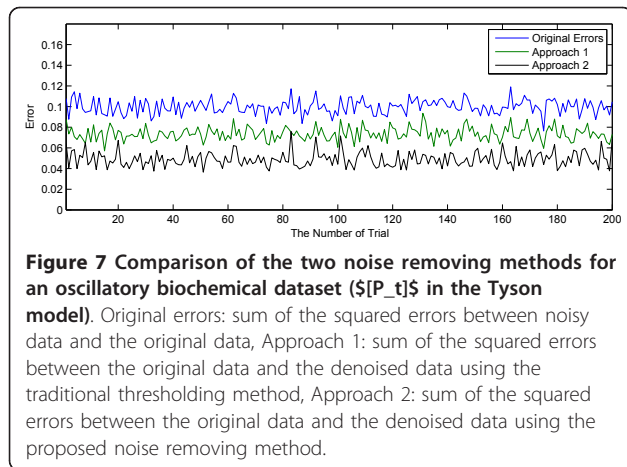 0.16
0.14
0.12
0.1
0.08
0.06
0.04
0.02
0
Error
Original Errors
Approach 1
Approach 2
20 40 60 80 100 120 140 160 180 200
The Number of Trial
Figure 7 Comparison of the two noise removing methods for
an oscillatory biochemical dataset ($[P_t]$ in the Tyson
model). Original errors: sum of the squared errors between noisy
data and the original data, Approach 1: sum of the squared errors
between the original data and the denoised data using the
traditional thresholding method, Approach 2: sum of the squared
errors between the original data and the denoised data using the
proposed noise removing method.